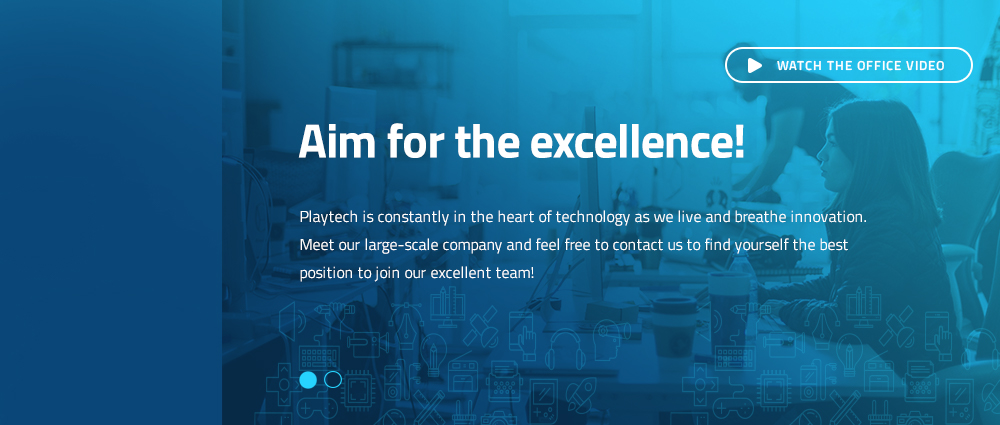 WATCH THE OFFICE VIDEO
Aim for the excellence!
Playtech is constantly in the heart of technology as we live and breathe innovation.
Meet our large-scale company and feel free to contact us to find yourself the best
position to join our excellent team!